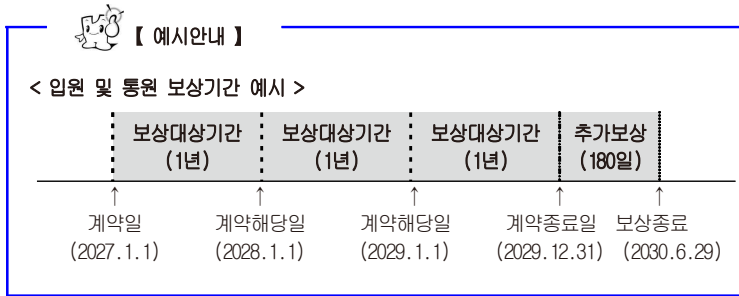 【 예시안내 】
< 입원 및 통원 보상기간 예시 >
보상대상기간 보상대상기간 보상대상기간 추가보상
(1년) (1년) (1년) (180일)
↑ ↑ ↑ ↑ ↑
계약일 계약해당일 계약해당일 계약종료일 보상종료
(2027.1.1) (2028.1.1) (2029.1.1) (2029.12.31) (2030.6.29)